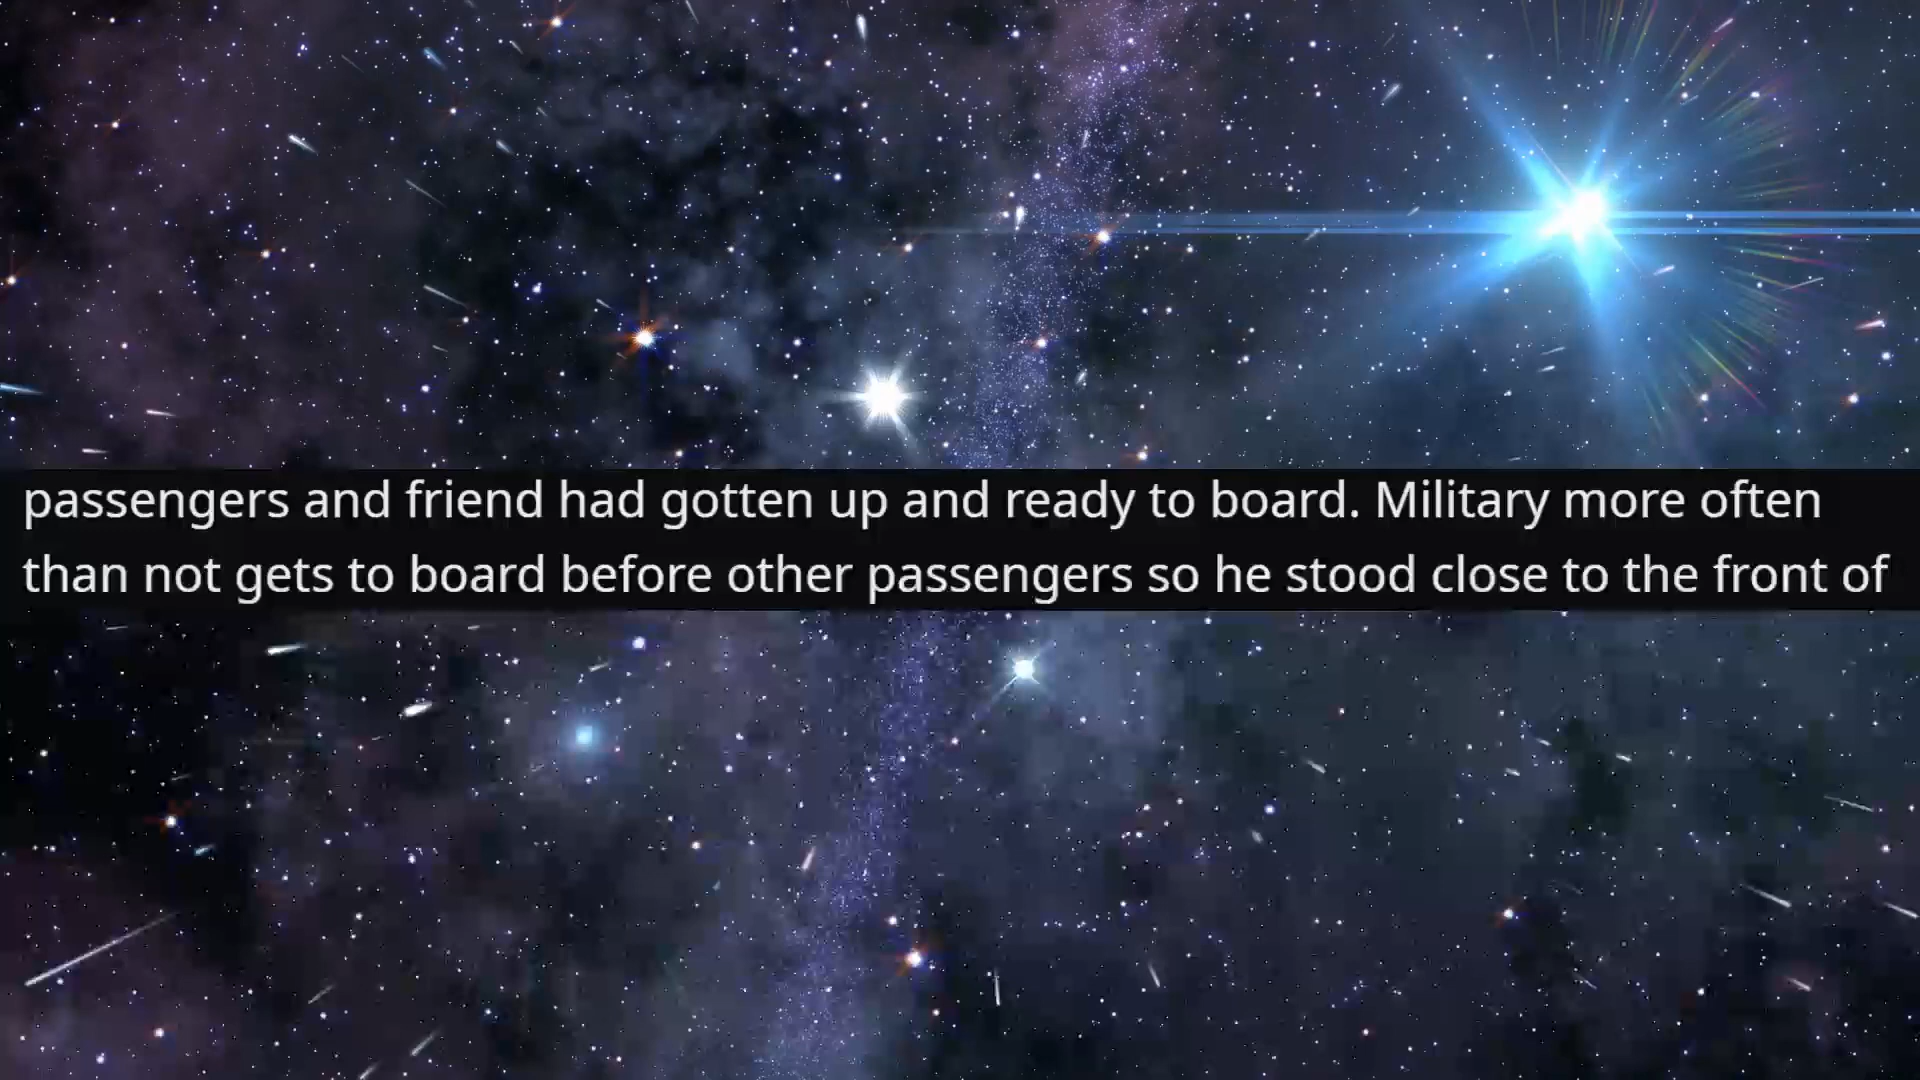 passengers and friend had gotten up and ready to board. Military more often
than not gets to board before other passengers so he stood close to the front of